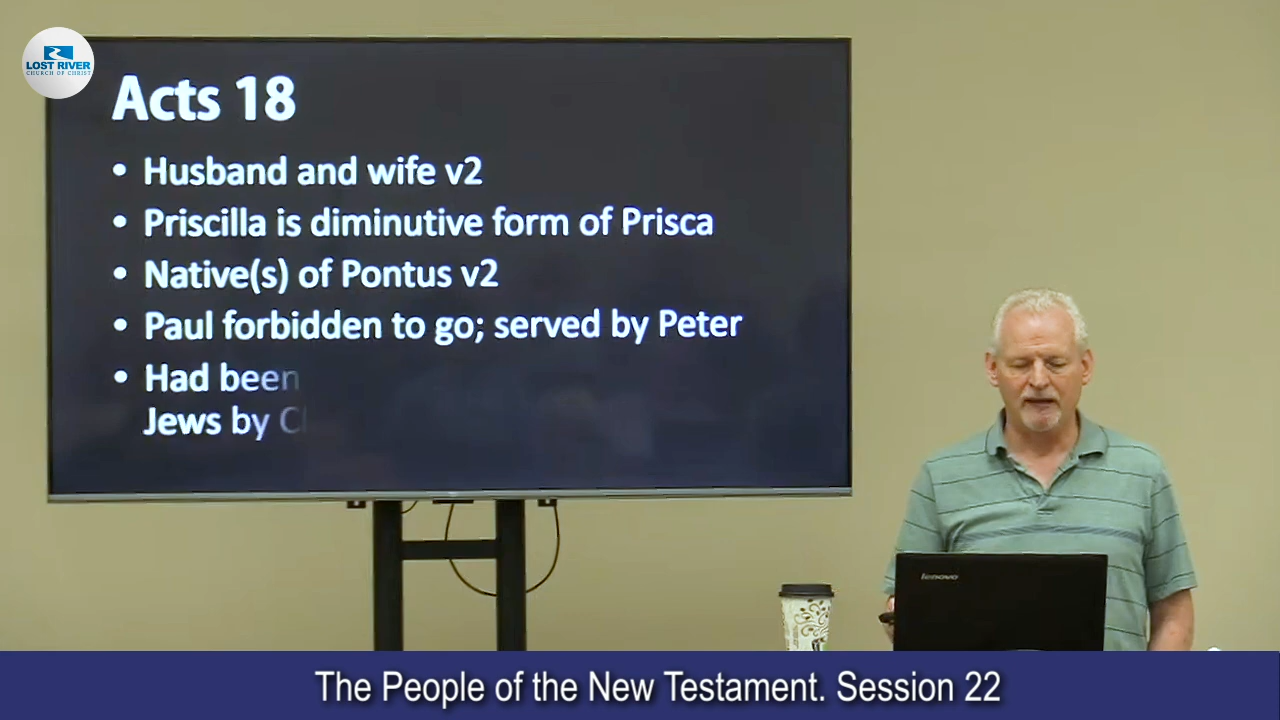 LOST RIVER
CHURCH OF CHRIST
Acts 18
• Husband and wife v2
• Priscilla is diminutive form of Prisca
• Native(s) of Pontus v2
• Paul forbidden to go; served by Peter
• Had been
Jews by C
lenovo
The People of the New Testament. Session 22